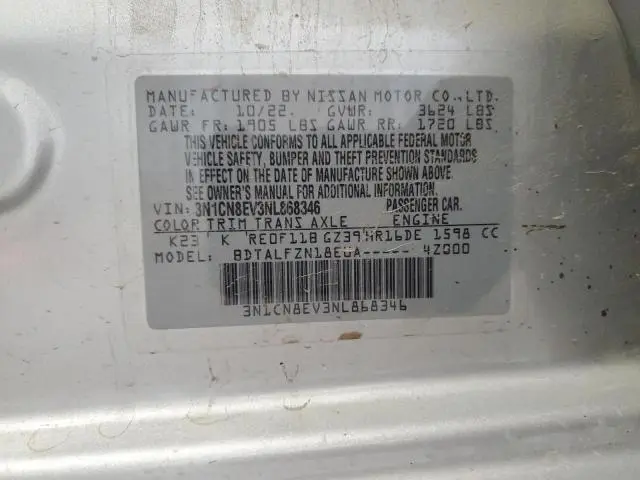 MANUFACTURED BY NISSAN MOTOR CO.,LTD.
DATE: 10/22. GVWR: 3624 LBS
GAWR FR: 1905 LBS GAWR RR: 1720 LBS
THIS VEHICLE CONFORMS TO ALL APPLICABLE FEDERAL MOTOR
VEHICLE SAFETY, BUMPER AND THEFT PREVENTION STANDARDS
IN EFFECT ON THE DATE OF MANUFACTURE SHOWN ABOVE.
SEE OWNER'S MANUAL FOR ADDITIONAL INFORMATION.
VIN: 3N1CN8EV3NL868346 PASSENGER CAR.
COLOR TRIM TRANS AXLE ENGINE
K23 K RE0F11B GZ39 HR16DE 1598 CC
MODEL: BDTALFZN18EUA-----4Z000
3N1CN8EV3NL868346